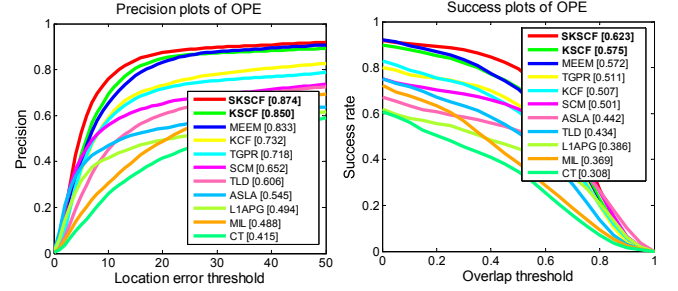 Precision plots of OPE
1
0.8
0.6
0.4
0.2
0
0 10 20 30 40 50
Precision
Location error threshold
SKSCF [0.874]
KSCF [0.850]
MEEM [0.833]
KCF [0.732]
TGPR [0.718]
SCM [0.652]
TLD [0.606]
ASLA [0.545]
L1APG [0.494]
MIL [0.488]
CT [0.415]
Success plots of OPE
1
0.8
0.6
0.4
0.2
0
0 0.2 0.4 0.6 0.8 1
Success rate
Overlap threshold
SKSCF [0.623]
KSCF [0.575]
MEEM [0.572]
TGPR [0.511]
KCF [0.507]
SCM [0.501]
ASLA [0.442]
TLD [0.434]
L1APG [0.386]
MIL [0.369]
CT [0.308]